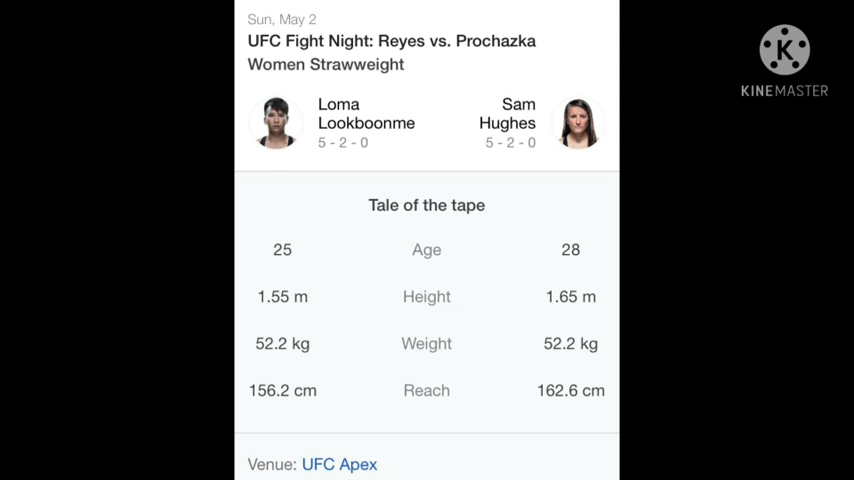 Sun, May 2
UFC Fight Night: Reyes vs. Prochazka
Women Strawweight
Loma Lookboonme
5 - 2 - 0
Sam Hughes
5 - 2 - 0
Tale of the tape
25 Age 28
1.55 m Height 1.65 m
52.2 kg Weight 52.2 kg
156.2 cm Reach 162.6 cm
Venue: UFC Apex
K
KINEMASTER